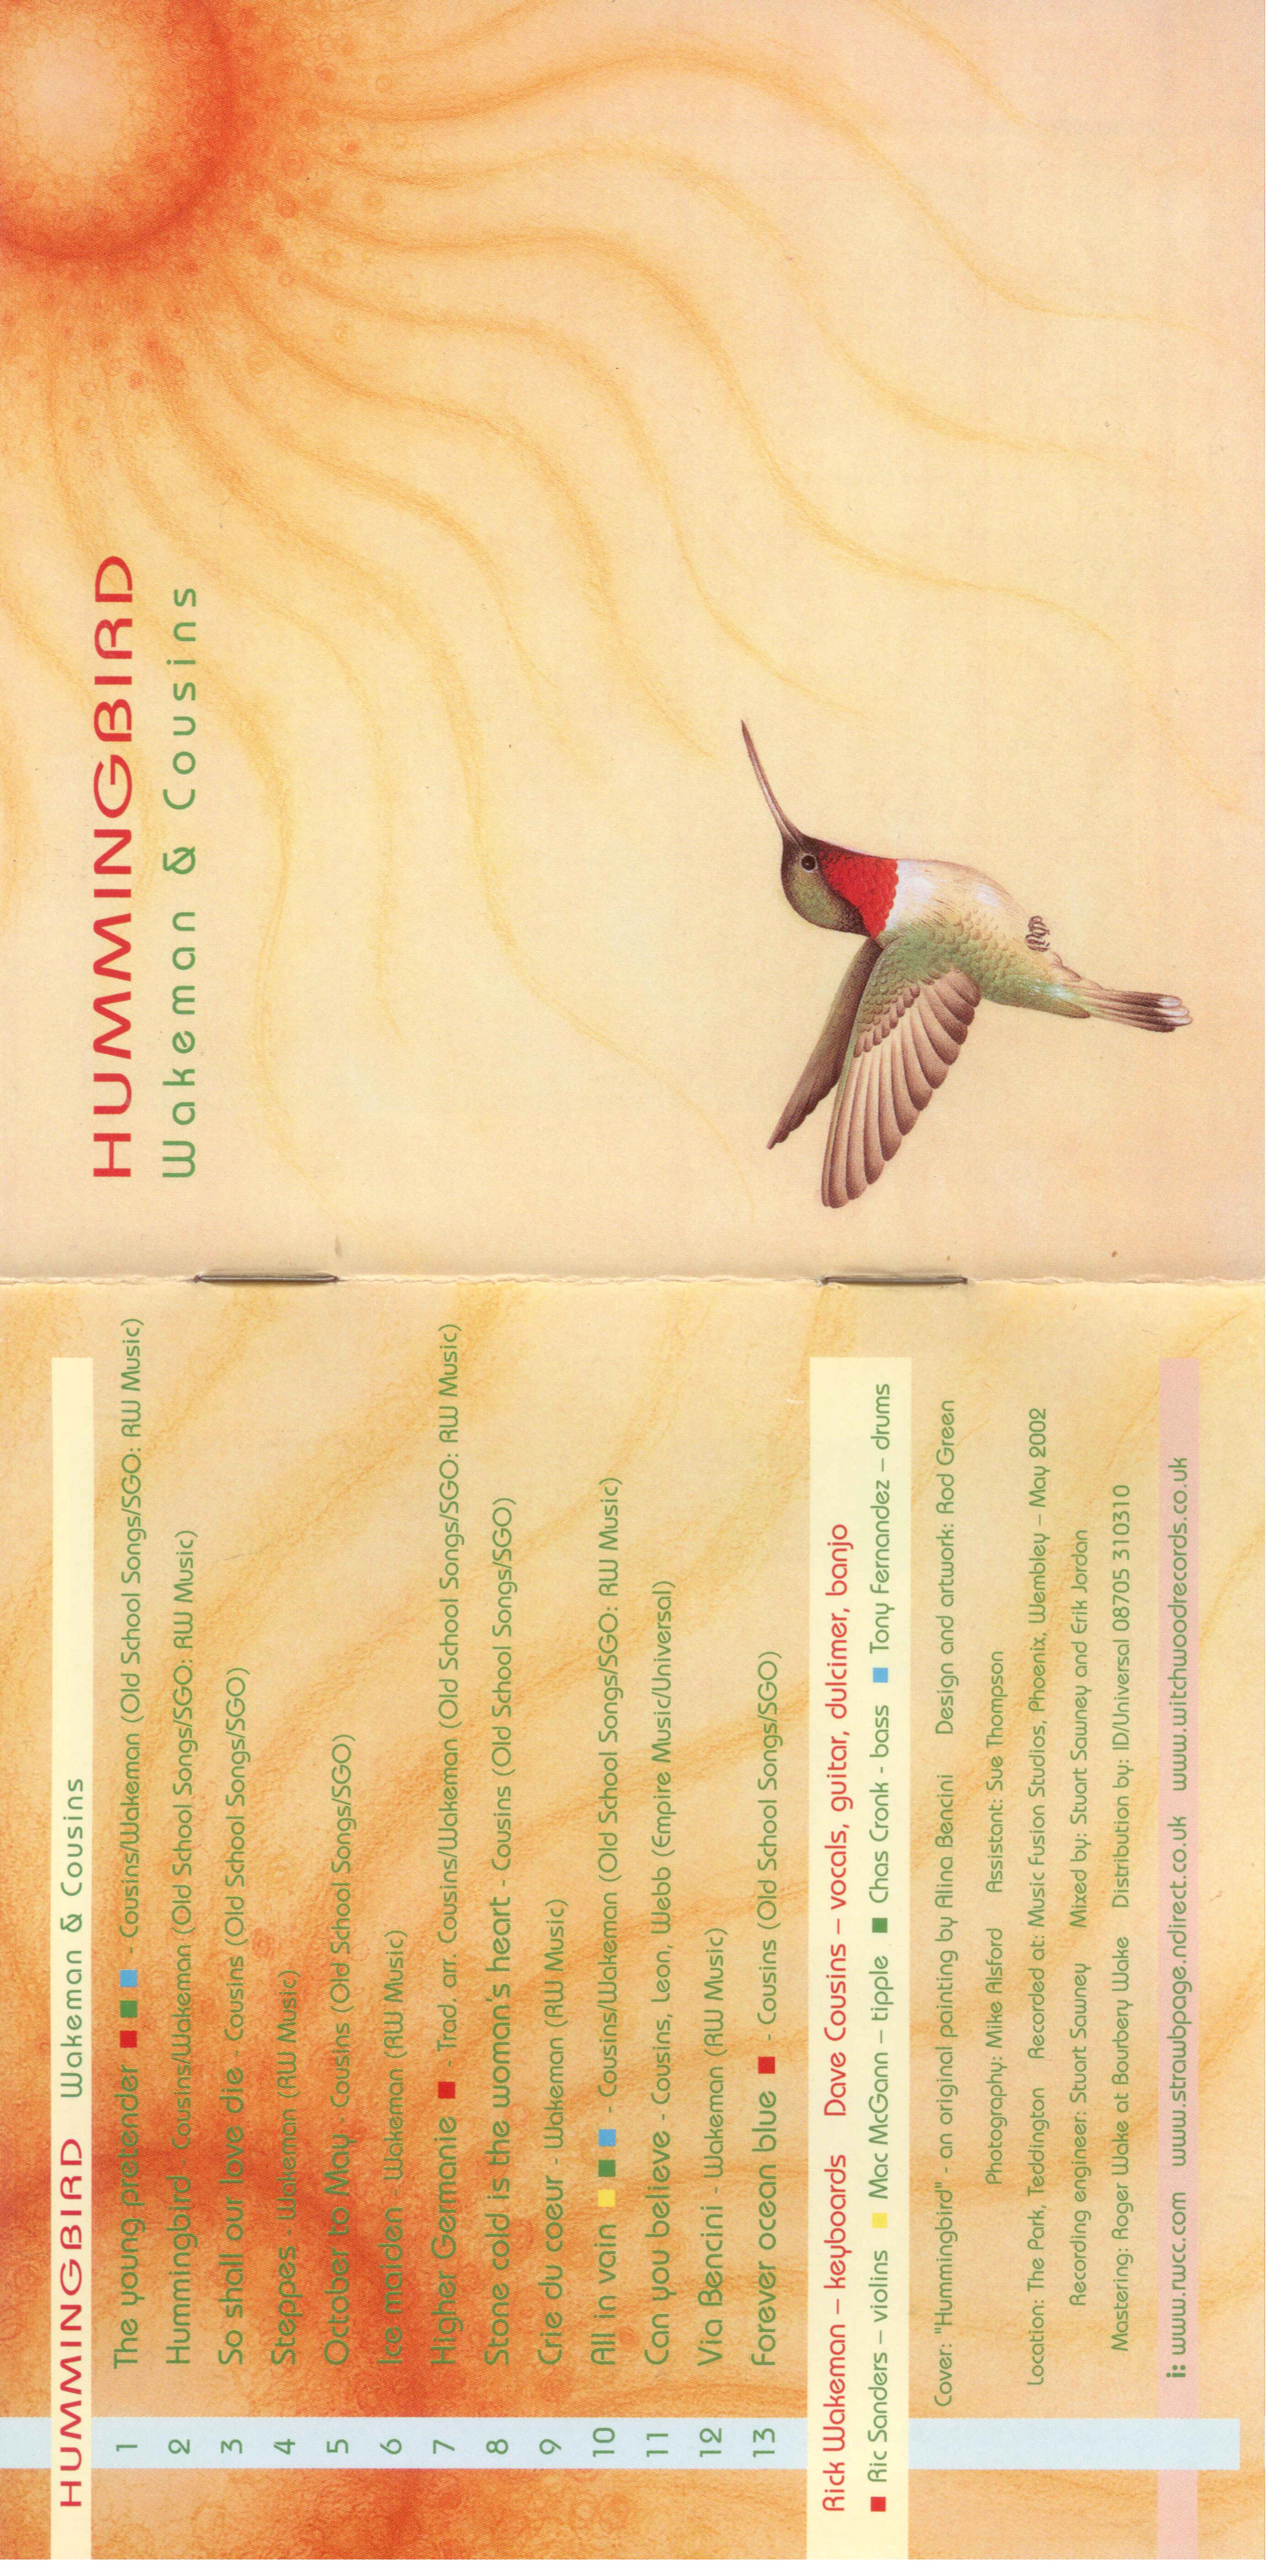 HUMMINGBIRD Wakeman & Cousins
1 The young pretender - Cousins/Wakeman (Old School Songs/SGO: RW Music)
2 Hummingbird - Cousins/Wakeman (Old School Songs/SGO: RW Music)
3 So shall our love die - Cousins (Old School Songs/SGO)
4 Steppes - Wakeman (RW Music)
5 October to May - Cousins (Old School Songs/SGO)
6 Ice maiden - Wakeman (RW Music)
7 Higher Germanie - Trad. arr. Cousins/Wakeman (Old School Songs/SGO: RW Music)
8 Stone cold is the woman's heart - Cousins (Old School Songs/SGO)
9 Crie du coeur - Wakeman (RW Music)
10 All in vain - Cousins/Wakeman (Old School Songs/SGO: RW Music)
11 Can you believe - Cousins, Leon, Webb (Empire Music/Universal)
12 Via Bencini - Wakeman (RW Music)
13 Forever ocean blue - Cousins (Old School Songs/SGO)
Rick Wakeman – keyboards Dave Cousins – vocals, guitar, dulcimer, banjo
Ric Sanders – violins Mac McGann – tipple Chas Cronk - bass Tony Fernandez – drums
Cover: "Hummingbird" - an original painting by Alina Bencini Design and artwork: Rod Green
Photography: Mike Alsford Assistant: Sue Thompson
Location: The Park, Teddington Recorded at: Music Fusion Studios, Phoenix, Wembley – May 2002
Recording engineer: Stuart Sawney Mixed by: Stuart Sawney and Erik Jordan
Mastering: Roger Wake at Bourbery Wake Distribution by: ID/Universal 08705 310310
i: www.rwcc.com www.strawbpage.ndirect.co.uk www.witchwoodrecords.co.uk
HUMMINGBIRD
Wakeman & Cousins